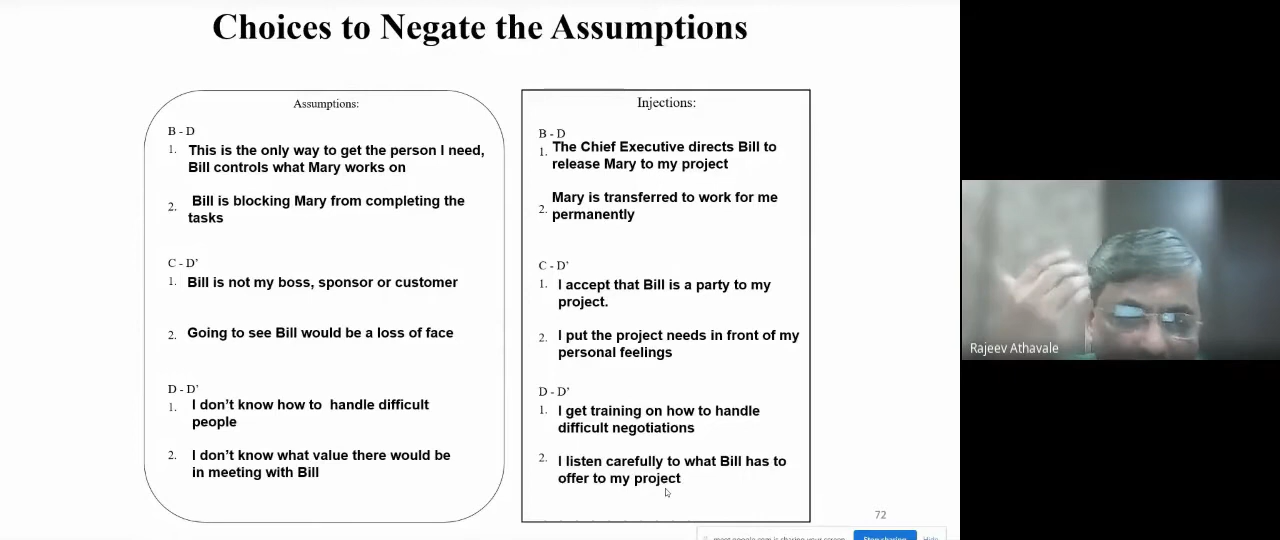 Choices to Negate the Assumptions
Assumptions:
B - D
1. This is the only way to get the person I need,
Bill controls what Mary works on
2. Bill is blocking Mary from completing the
tasks
C - D’
1. Bill is not my boss, sponsor or customer
2. Going to see Bill would be a loss of face
D - D’
1. I don’t know how to handle difficult
people
2. I don’t know what value there would be
in meeting with Bill
Injections:
B - D
1. The Chief Executive directs Bill to
release Mary to my project
2. Mary is transferred to work for me
permanently
C - D’
1. I accept that Bill is a party to my
project.
2. I put the project needs in front of my
personal feelings
D - D’
1. I get training on how to handle
difficult negotiations
2. I listen carefully to what Bill has to
offer to my project
72
Rajeev Athavale